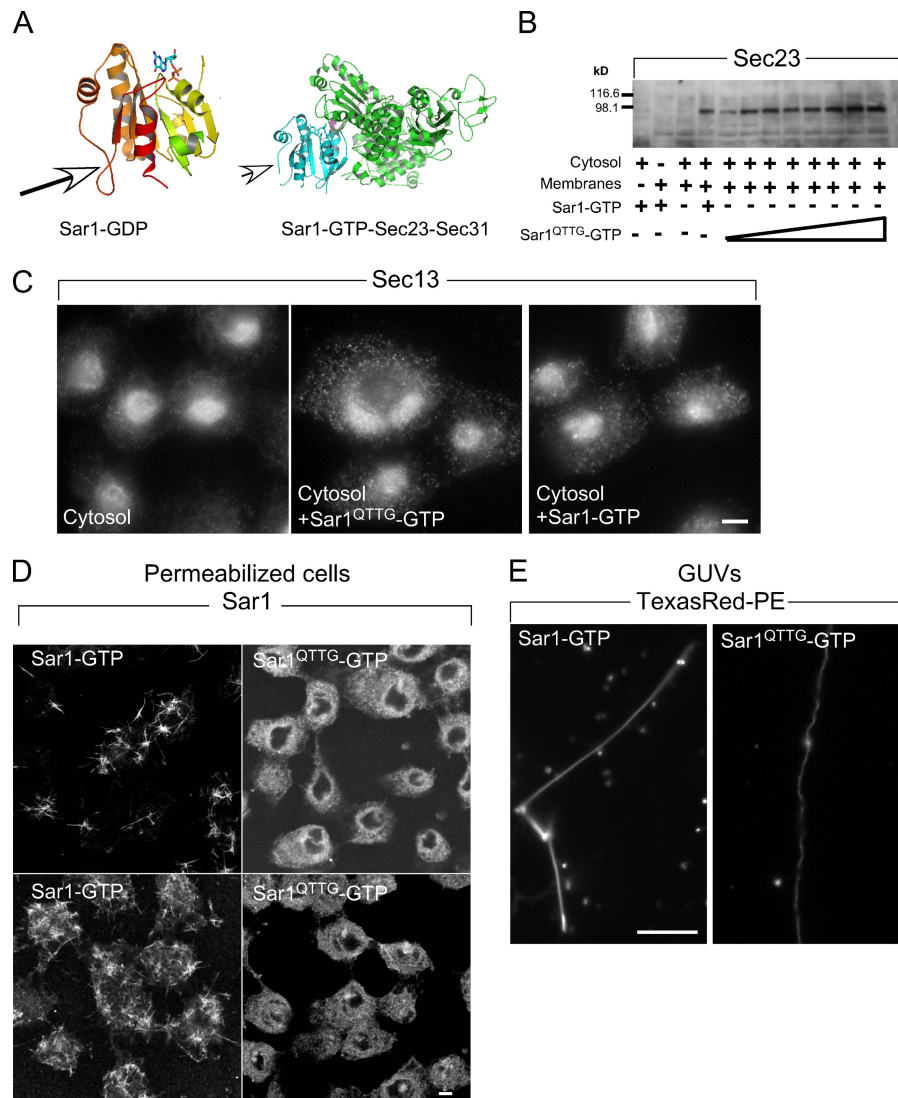 A
Sar1-GDP
Sar1-GTP-Sec23-Sec31
B
Sec23
kD
116.6
98.1
Cytosol + - + + + + + + + + + +
Membranes - + + + + + + + + + + +
Sar1-GTP + + - + - - - - - - - -
Sar1QTTG-GTP - - - -
C
Sec13
Cytosol
Cytosol
+Sar1QTTG-GTP
Cytosol
+Sar1-GTP
D
Permeabilized cells
Sar1
Sar1-GTP
Sar1QTTG-GTP
Sar1-GTP
Sar1QTTG-GTP
E
GUVs
TexasRed-PE
Sar1-GTP
Sar1QTTG-GTP